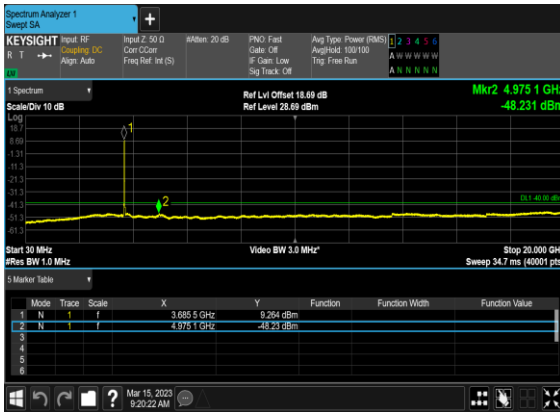 Spectrum Analyzer 1
Swept SA
KEYSIGHT
R T
LXI
Input: RF
Coupling: DC
Align: Auto
Input Z: 50 Ω
Corr CCorr
Freq Ref: Int (S)
#Atten: 20 dB
PNO: Fast
Gate: Off
IF Gain: Low
Sig Track: Off
Avg Type: Power (RMS)
Avg|Hold: 100/100
Trig: Free Run
1 2 3 4 5 6
A W W W W W
A N N N N N
1 Spectrum
Scale/Div 10 dB
Ref Lvl Offset 18.69 dB
Ref Level 28.69 dBm
Mkr2 4.975 1 GHz
-48.231 dBm
Log
18.7
8.69
-1.31
-11.3
-21.3
-31.3
-41.3
-51.3
-61.3
1
2
DL1 -40.00 dBm
Start 30 MHz
#Res BW 1.0 MHz
Video BW 3.0 MHz*
Stop 20.000 GHz
Sweep 34.7 ms (40001 pts)
5 Marker Table
Mode Trace Scale X Y Function Function Width Function Value
1 N 1 f 3.685 5 GHz 9.264 dBm
2 N 1 f 4.975 1 GHz -48.23 dBm
3
4
5
6
Mar 15, 2023
9:20:22 AM